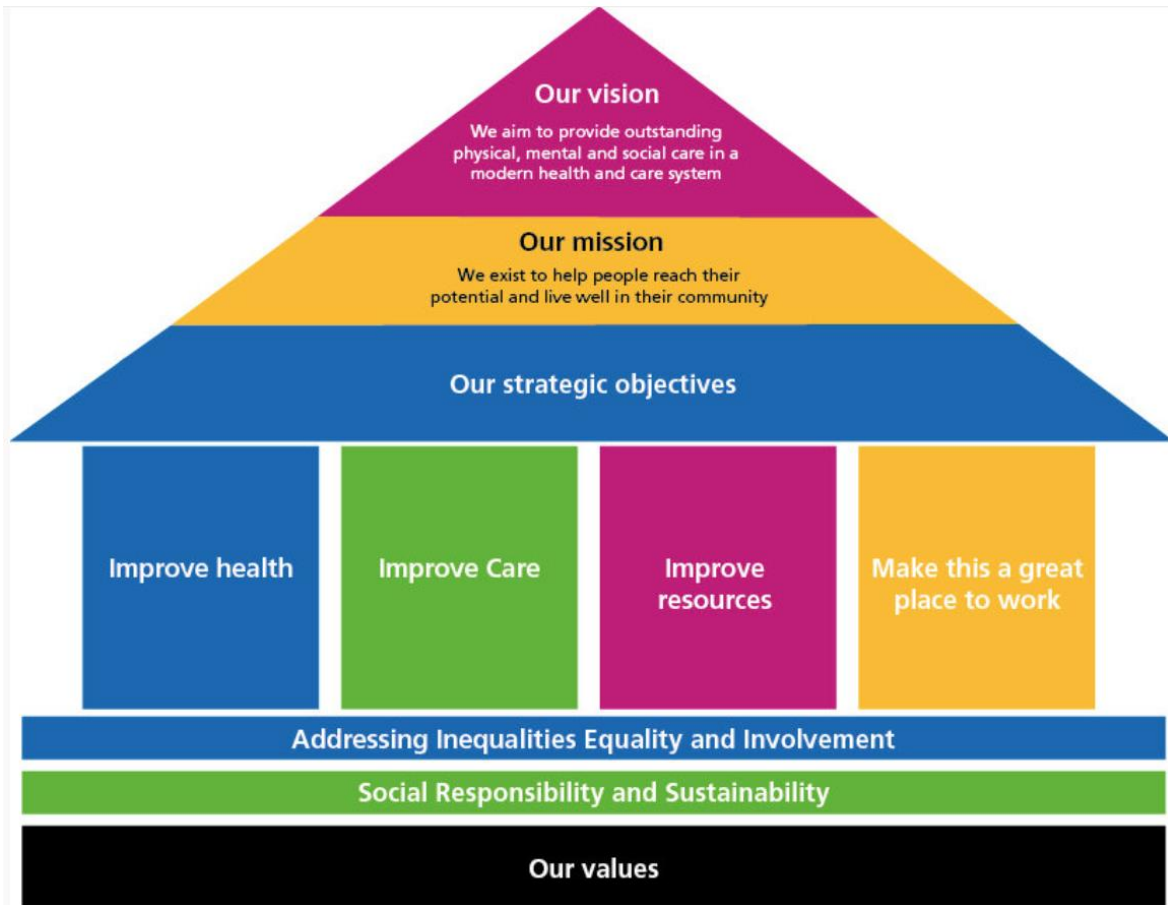 Our vision
We aim to provide outstanding
physical, mental and social care in a
modern health and care system
Our mission
We exist to help people reach their
potential and live well in their community
Our strategic objectives
Improve health
Improve Care
Improve
resources
Make this a great
place to work
Addressing Inequalities Equality and Involvement
Social Responsibility and Sustainability
Our values